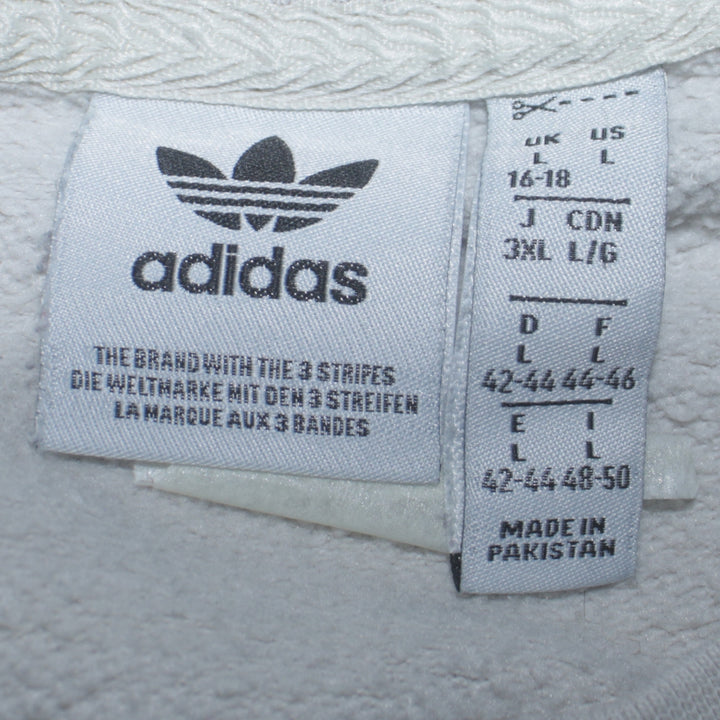 adidas
THE BRAND WITH THE 3 STRIPES
DIE WELTMARKE MIT DEN 3 STREIFEN
LA MARQUE AUX 3 BANDES
UK US
L L
16-18
J CDN
3XL L/G
D F
L L
42-44 44-46
E I
L L
42-44 48-50
MADE IN
PAKISTAN